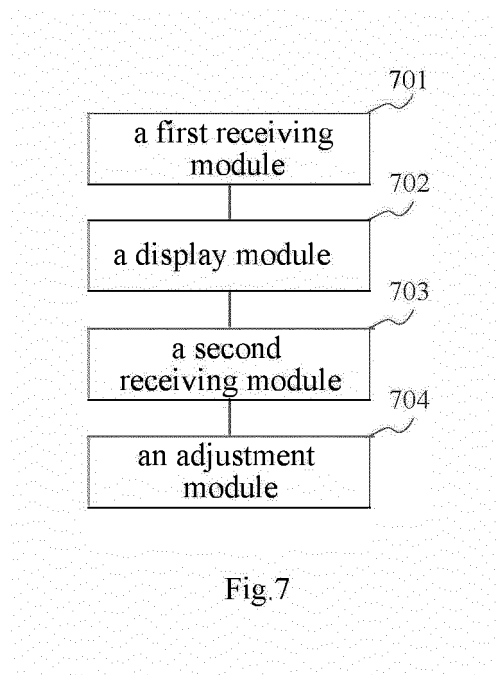 701
a first receiving
module
702
a display module
703
a second
receiving module
704
an adjustment
module
Fig.7